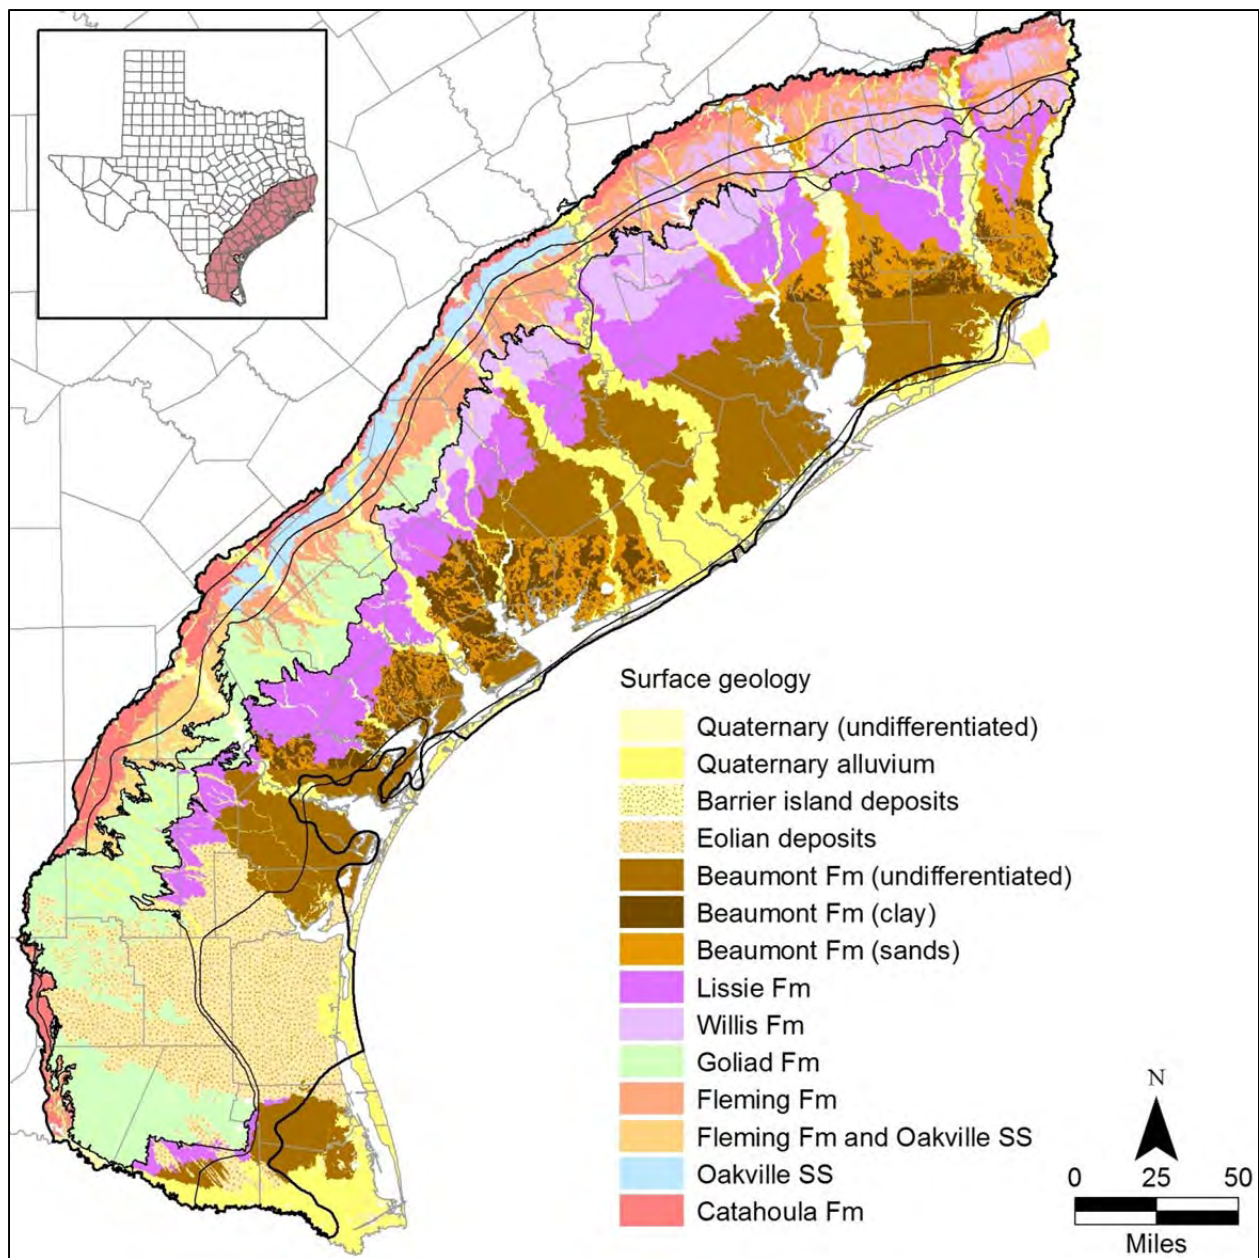 Surface geology
Quaternary (undifferentiated)
Quaternary alluvium
Barrier island deposits
Eolian deposits
Beaumont Fm (undifferentiated)
Beaumont Fm (clay)
Beaumont Fm (sands)
Lissie Fm
Willis Fm
Goliad Fm
Fleming Fm
Fleming Fm and Oakville SS
Oakville SS
Catahoula Fm
N
0 25 50
Miles